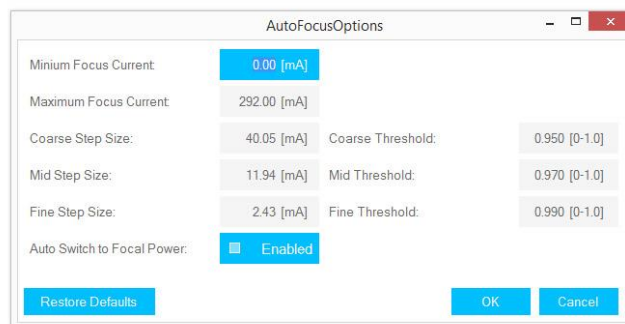 AutoFocusOptions
Minium Focus Current: 0.00 [mA]
Maximum Focus Current: 292.00 [mA]
Coarse Step Size: 40.05 [mA] Coarse Threshold: 0.950 [0-1.0]
Mid Step Size: 11.94 [mA] Mid Threshold: 0.970 [0-1.0]
Fine Step Size: 2.43 [mA] Fine Threshold: 0.990 [0-1.0]
Auto Switch to Focal Power: Enabled
Restore Defaults OK Cancel